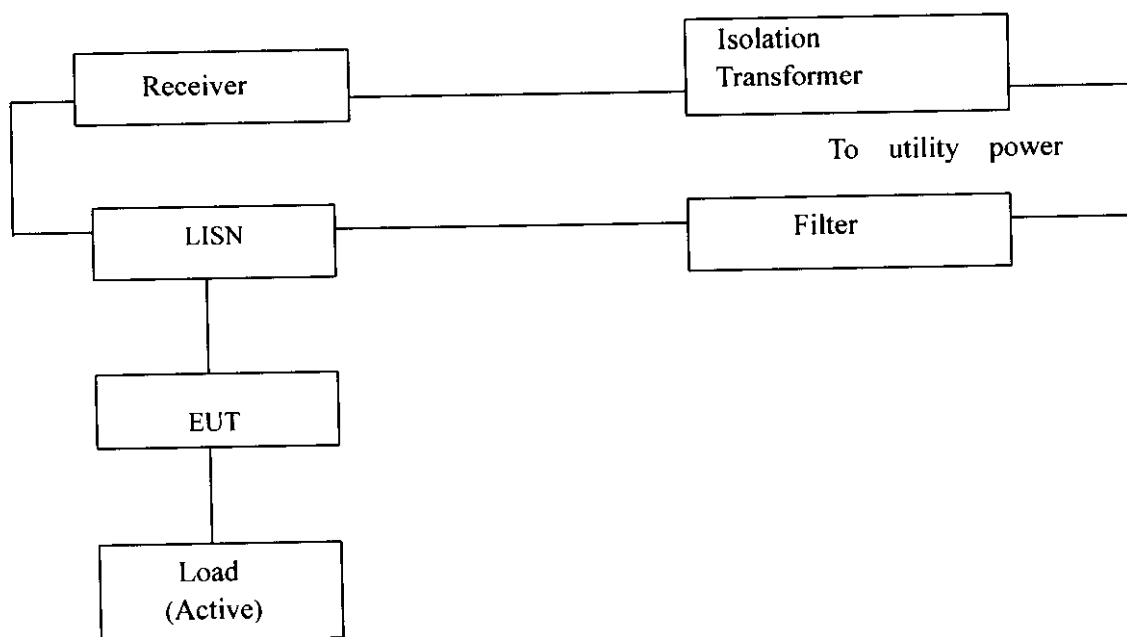 Receiver
Isolation
Transformer
To utility power
LISN
Filter
EUT
Load
(Active)